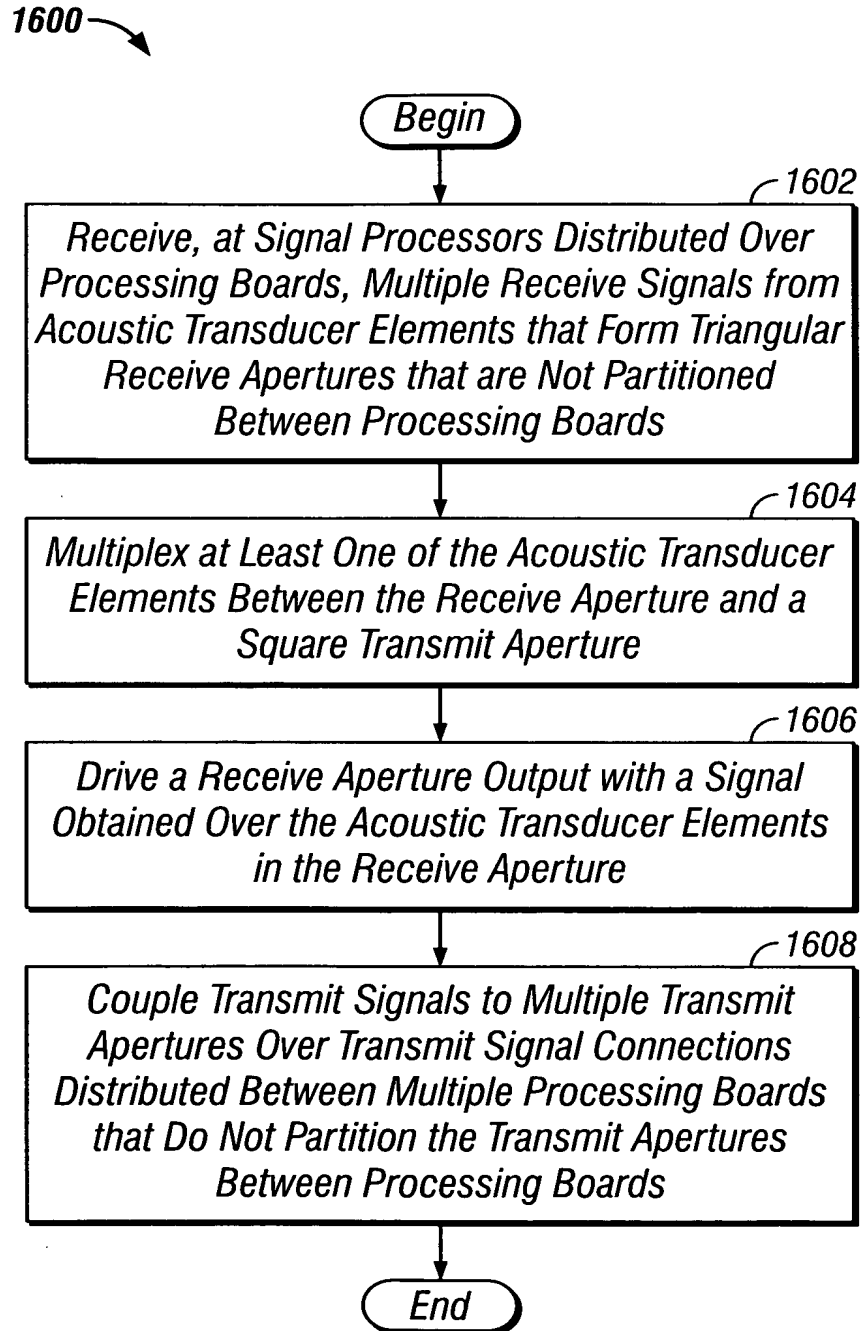 1600
Begin
1602
Receive, at Signal Processors Distributed Over
Processing Boards, Multiple Receive Signals from
Acoustic Transducer Elements that Form Triangular
Receive Apertures that are Not Partitioned
Between Processing Boards
1604
Multiplex at Least One of the Acoustic Transducer
Elements Between the Receive Aperture and a
Square Transmit Aperture
1606
Drive a Receive Aperture Output with a Signal
Obtained Over the Acoustic Transducer Elements
in the Receive Aperture
1608
Couple Transmit Signals to Multiple Transmit
Apertures Over Transmit Signal Connections
Distributed Between Multiple Processing Boards
that Do Not Partition the Transmit Apertures
Between Processing Boards
End